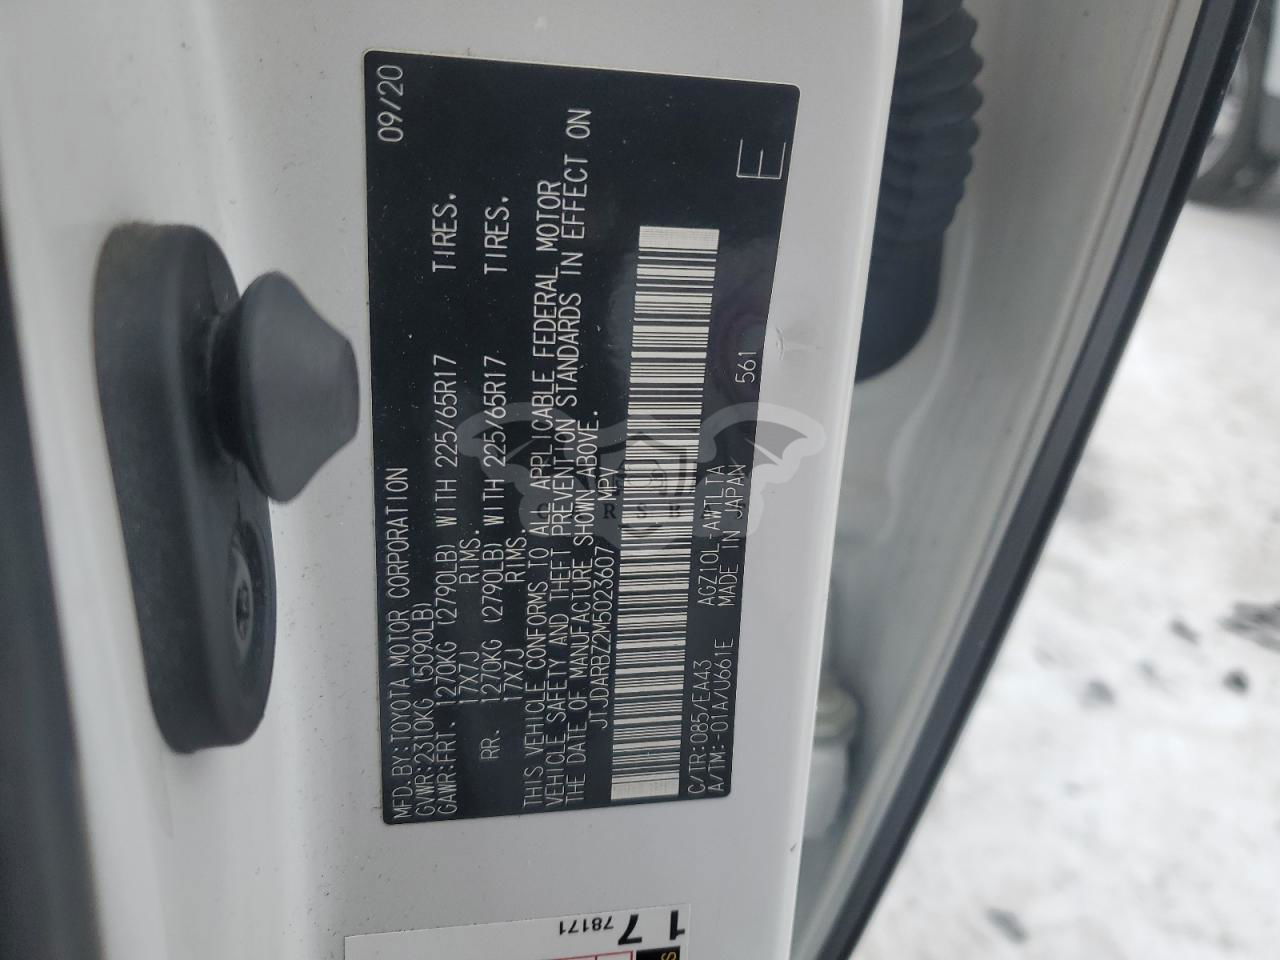 09/20
MFD.BY:TOYOTA MOTOR CORPORATION
GVWR:2310KG (5090LB)
GAWR:FRT. 1270KG (2790LB) WITH 225/65R17 TIRES.
17X7J RIMS.
RR. 1270KG (2790LB) WITH 225/65R17 TIRES.
17X7J RIMS.
THIS VEHICLE CONFORMS TO ALL APPLICABLE FEDERAL MOTOR
VEHICLE SAFETY AND THEFT PREVENTION STANDARDS IN EFFECT ON
THE DATE OF MANUFACTURE SHOWN ABOVE.
JTJDARBZ2M5023607 MPV
E
C/TR:085/EA43 AGZ10L-AWTLTA 561
A/TM:-01A/U661E MADE IN JAPAN
17
78171